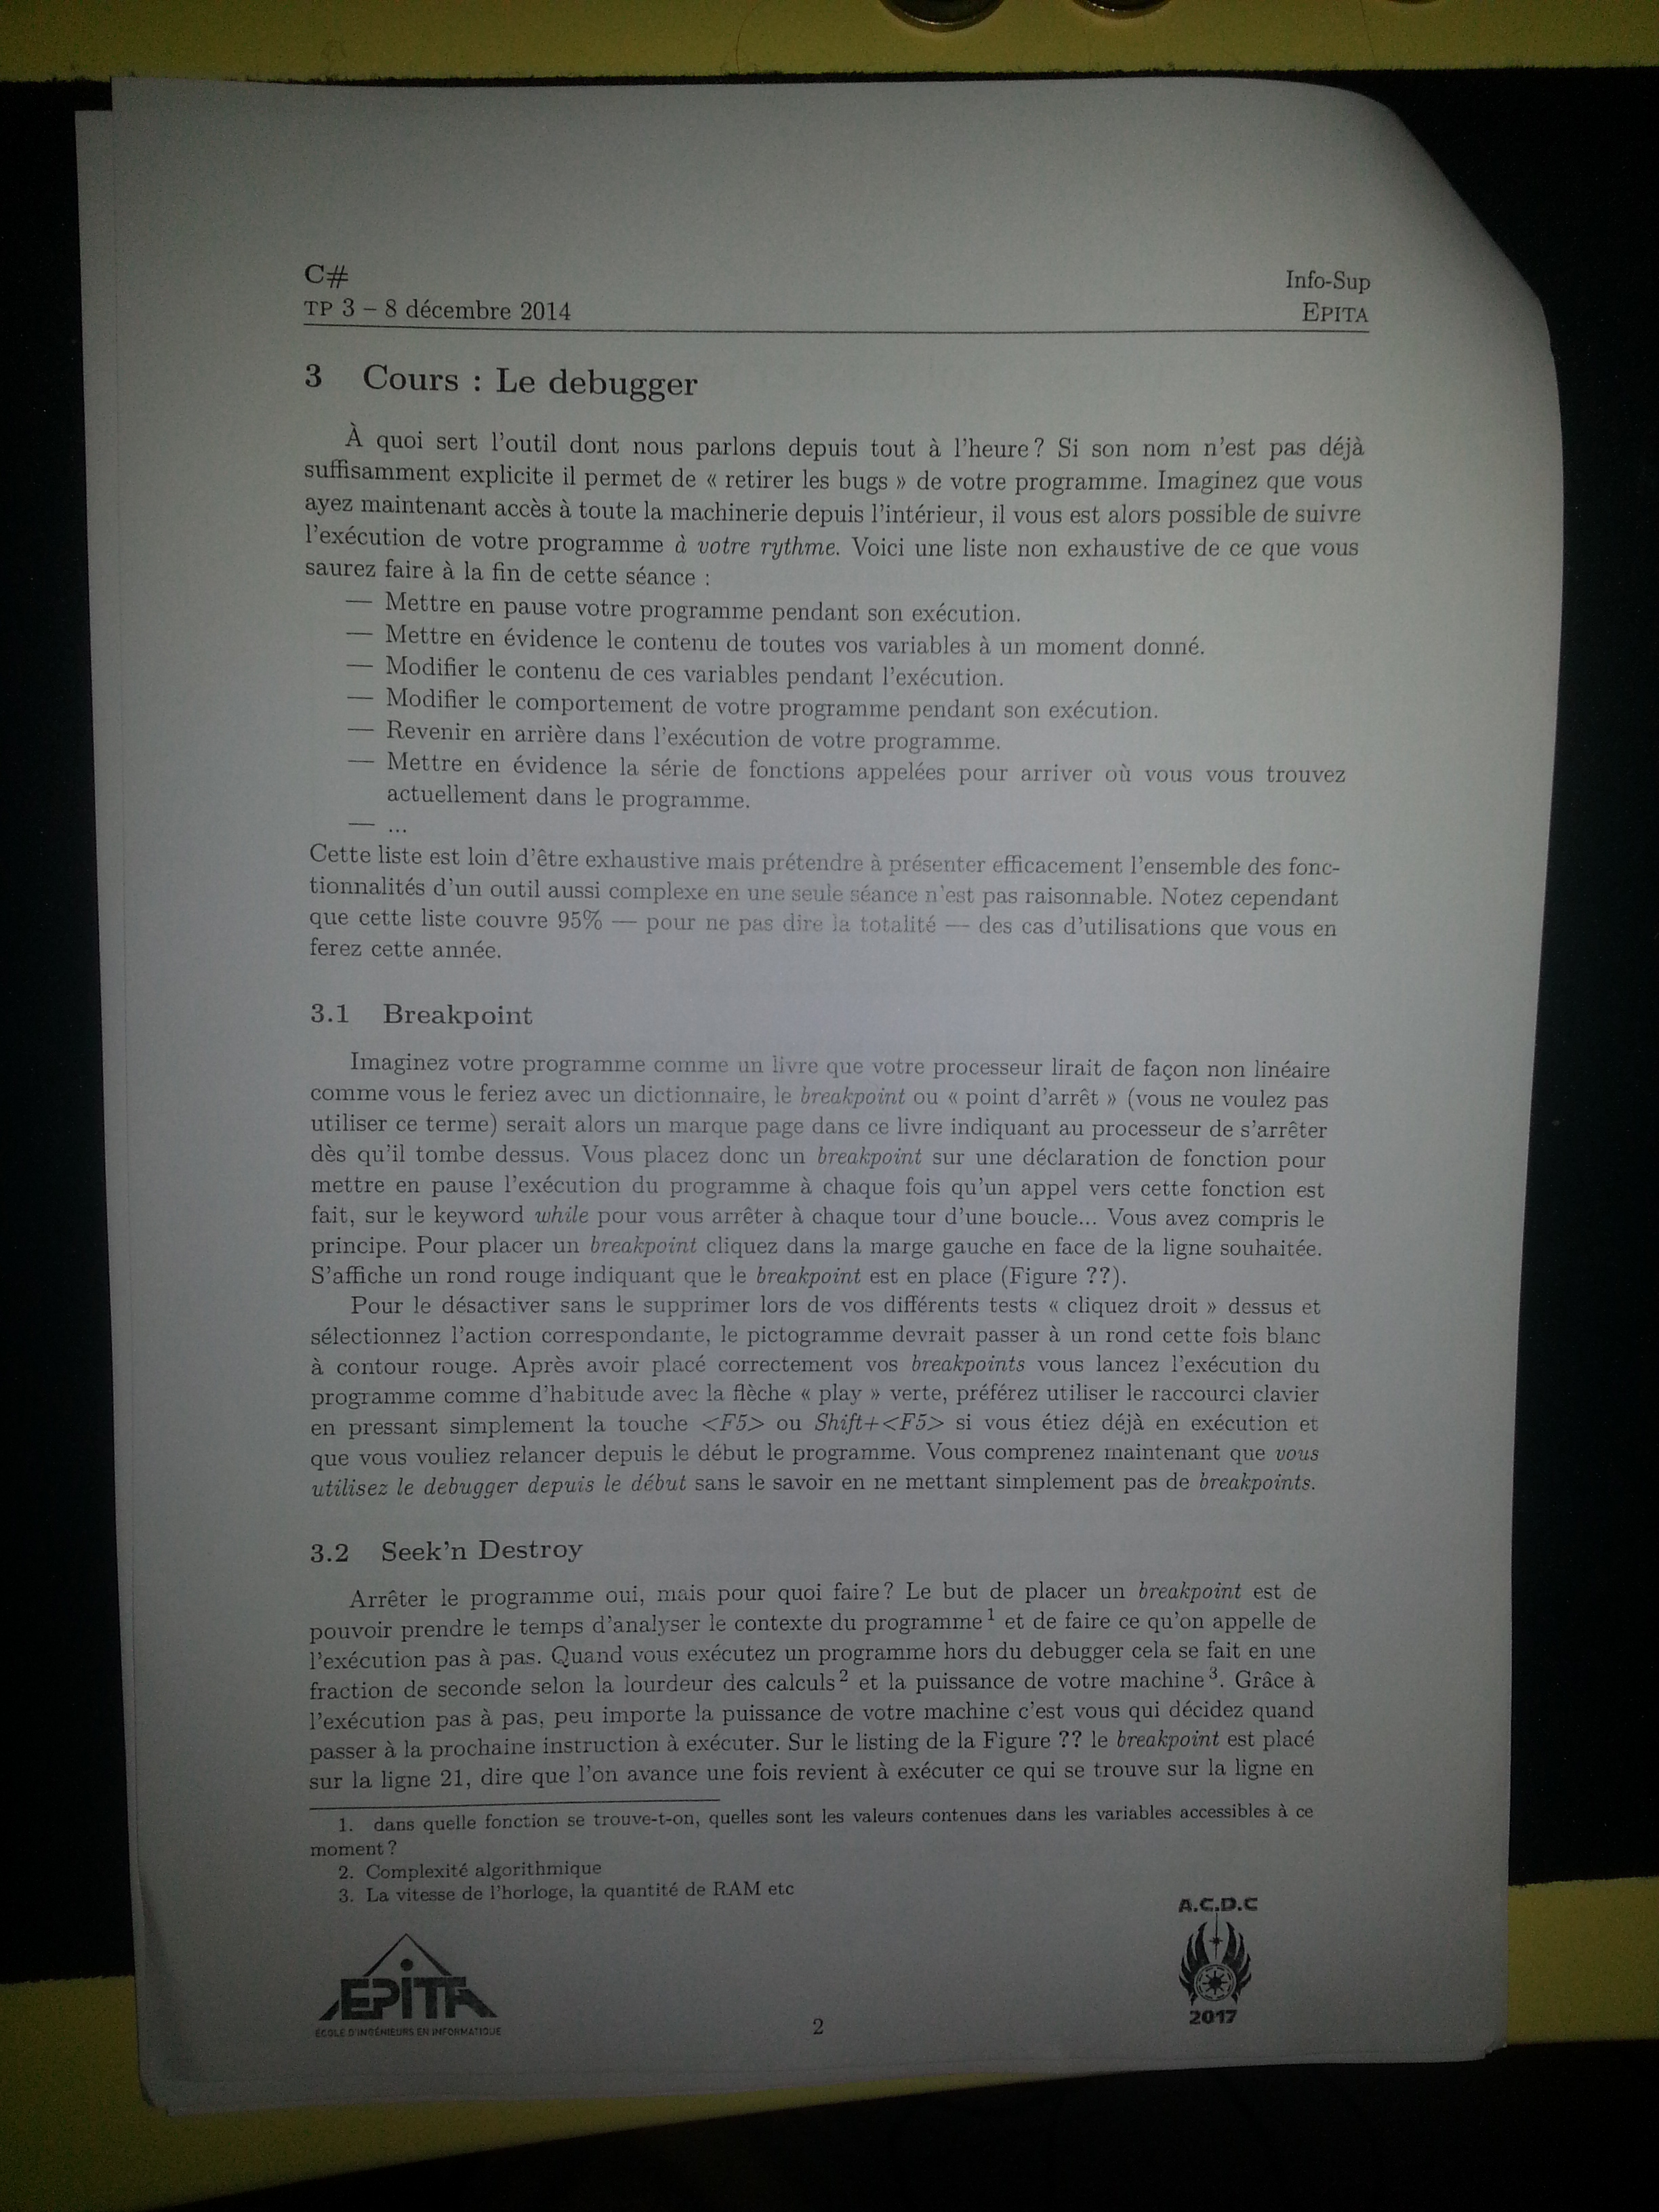 C#
Info-Sup
TP 3 – 8 décembre 2014
EPITA
3 Cours : Le debugger
À quoi sert l'outil dont nous parlons depuis tout à l'heure ? Si son nom n'est pas déjà
suffisamment explicite il permet de « retirer les bugs » de votre programme. Imaginez que vous
ayez maintenant accès à toute la machinerie depuis l'intérieur, il vous est alors possible de suivre
l'exécution de votre programme à votre rythme. Voici une liste non exhaustive de ce que vous
saurez faire à la fin de cette séance :
— Mettre en pause votre programme pendant son exécution.
— Mettre en évidence le contenu de toutes vos variables à un moment donné.
— Modifier le contenu de ces variables pendant l'exécution.
— Modifier le comportement de votre programme pendant son exécution.
— Revenir en arrière dans l'exécution de votre programme.
— Mettre en évidence la série de fonctions appelées pour arriver où vous vous trouvez
actuellement dans le programme.
— ...
Cette liste est loin d'être exhaustive mais prétendre à présenter efficacement l'ensemble des fonc-
tionnalités d'un outil aussi complexe en une seule séance n'est pas raisonnable. Notez cependant
que cette liste couvre 95% — pour ne pas dire la totalité — des cas d'utilisations que vous en
ferez cette année.
3.1 Breakpoint
Imaginez votre programme comme un livre que votre processeur lirait de façon non linéaire
comme vous le feriez avec un dictionnaire, le breakpoint ou « point d'arrêt » (vous ne voulez pas
utiliser ce terme) serait alors un marque page dans ce livre indiquant au processeur de s'arrêter
dès qu'il tombe dessus. Vous placez donc un breakpoint sur une déclaration de fonction pour
mettre en pause l'exécution du programme à chaque fois qu'un appel vers cette fonction est
fait, sur le keyword while pour vous arrêter à chaque tour d'une boucle... Vous avez compris le
principe. Pour placer un breakpoint cliquez dans la marge gauche en face de la ligne souhaitée.
S'affiche un rond rouge indiquant que le breakpoint est en place (Figure ??).
Pour le désactiver sans le supprimer lors de vos différents tests « cliquez droit » dessus et
sélectionnez l'action correspondante, le pictogramme devrait passer à un rond cette fois blanc
à contour rouge. Après avoir placé correctement vos breakpoints vous lancez l'exécution du
programme comme d'habitude avec la flèche « play » verte, préférez utiliser le raccourci clavier
en pressant simplement la touche <F5> ou Shift+<F5> si vous étiez déjà en exécution et
que vous vouliez relancer depuis le début le programme. Vous comprenez maintenant que vous
utilisez le debugger depuis le début sans le savoir en ne mettant simplement pas de breakpoints.
3.2 Seek'n Destroy
Arrêter le programme oui, mais pour quoi faire ? Le but de placer un breakpoint est de
pouvoir prendre le temps d'analyser le contexte du programme 1 et de faire ce qu'on appelle de
l'exécution pas à pas. Quand vous exécutez un programme hors du debugger cela se fait en une
fraction de seconde selon la lourdeur des calculs 2 et la puissance de votre machine 3. Grâce à
l'exécution pas à pas, peu importe la puissance de votre machine c'est vous qui décidez quand
passer à la prochaine instruction à exécuter. Sur le listing de la Figure ?? le breakpoint est placé
sur la ligne 21, dire que l'on avance une fois revient à exécuter ce qui se trouve sur la ligne en
1. dans quelle fonction se trouve-t-on, quelles sont les valeurs contenues dans les variables accessibles à ce
moment ?
2. Complexité algorithmique
3. La vitesse de l'horloge, la quantité de RAM etc
EPITA
ÉCOLE D'INGÉNIEURS EN INFORMATIQUE
2
A.C.D.C
2017